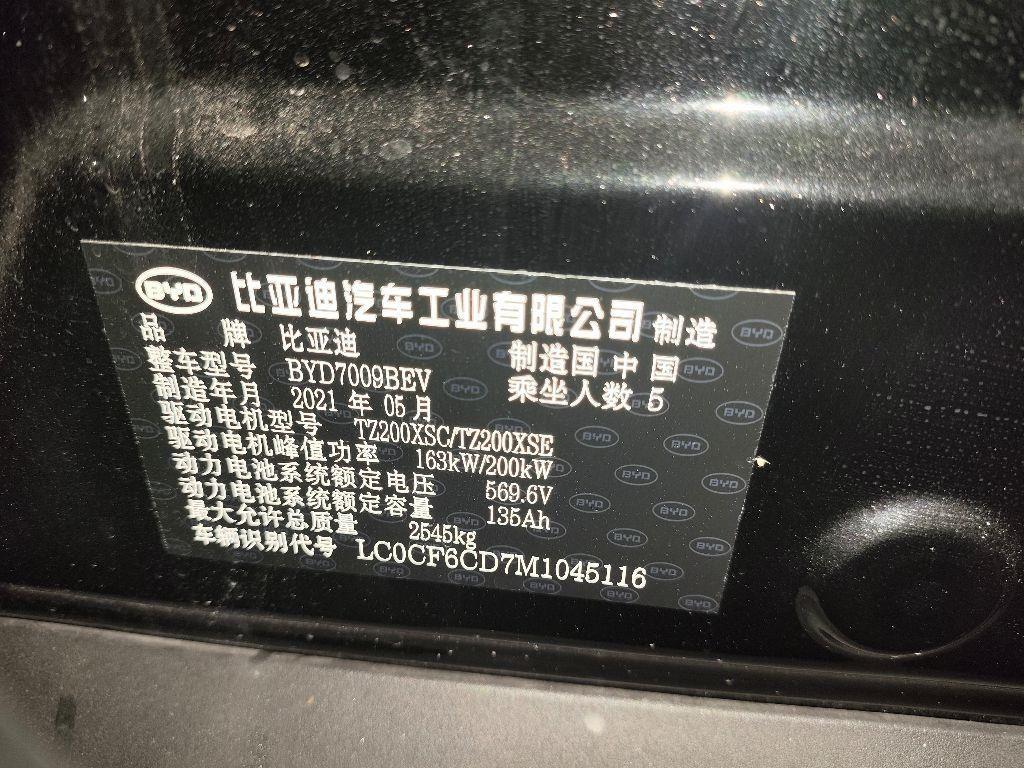 BYD 比亚迪汽车工业有限公司 制造
品 牌 比亚迪 制造国 中国
整车型号 BYD7009BEV 乘坐人数 5
制造年月 2021 年 05 月
驱动电机型号 TZ200XSC/TZ200XSE
驱动电机峰值功率 163kW/200kW
动力电池系统额定电压 569.6V
动力电池系统额定容量 135Ah
最大允许总质量 2545kg
车辆识别代号 LC0CF6CD7M1045116